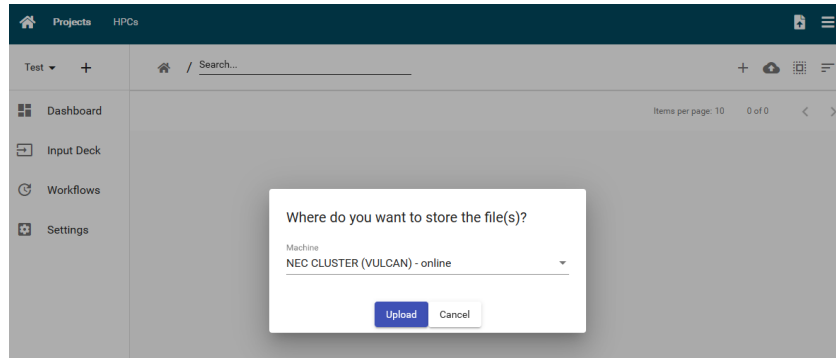 Projects HPCs
Test
/ Search...
Dashboard
Items per page: 10 0 of 0
Input Deck
Workflows
Settings
Where do you want to store the file(s)?
Machine
NEC CLUSTER (VULCAN) - online
Upload Cancel